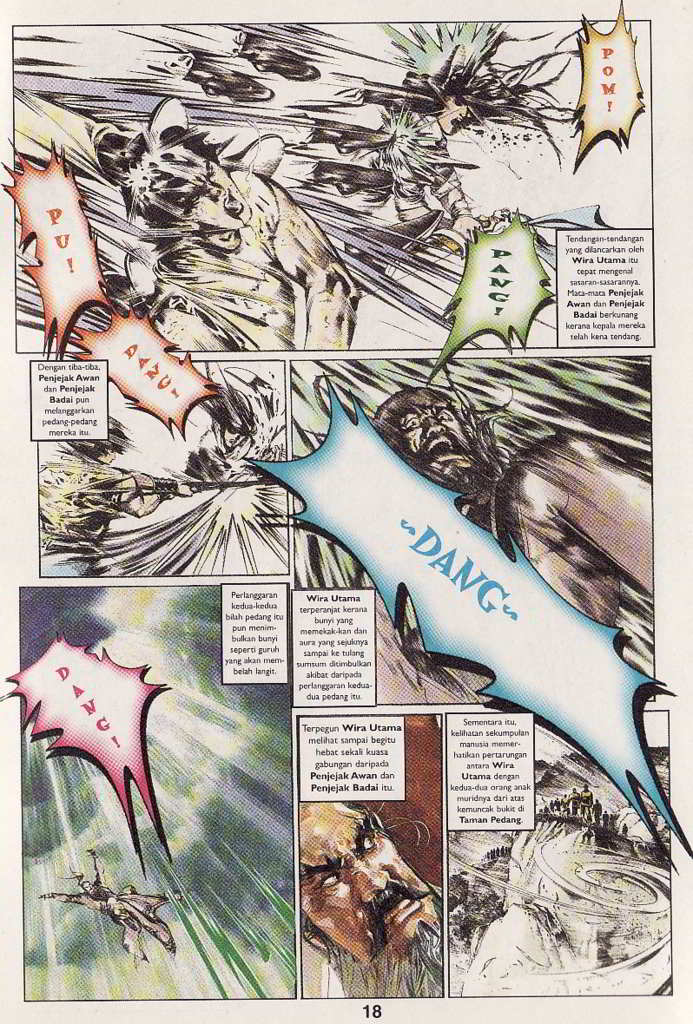 POM!
PU!
PANG!
Tendangan-tendangan
yang dilancarkan oleh
Wira Utama itu
tepat mengenal
sasaran-sasarannya.
Mata-mata Penjejak
Awan dan Penjejak
Badai berkunang
kerana kepala mereka
telah kena tendang.
DANG!
Dengan tiba-tiba,
Penjejak Awan
dan Penjejak
Badai pun
melanggarkan
pedang-pedang
mereka itu.
~DANG~
Perlanggaran
kedua-kedua
bilah pedang itu
pun menim-
bulkan bunyi
seperti guruh
yang akan mem-
belah langit.
Wira Utama
terperanjat kerana
bunyi yang
memekak-kan dan
aura yang sejuknya
sampai ke tulang
sumsum ditimbulkan
akibat daripada
perlanggaran kedua-
dua pedang itu.
DANG!
Terpegun Wira Utama
melihat sampai begitu
hebat sekali kuasa
gabungan daripada
Penjejak Awan dan
Penjejak Badai itu.
Sementara itu,
kelihatan sekumpulan
manusia memer-
hatikan pertarungan
antara Wira
Utama dengan
kedua-dua orang anak
muridnya dari atas
kemuncak bukit di
Taman Pedang.
18